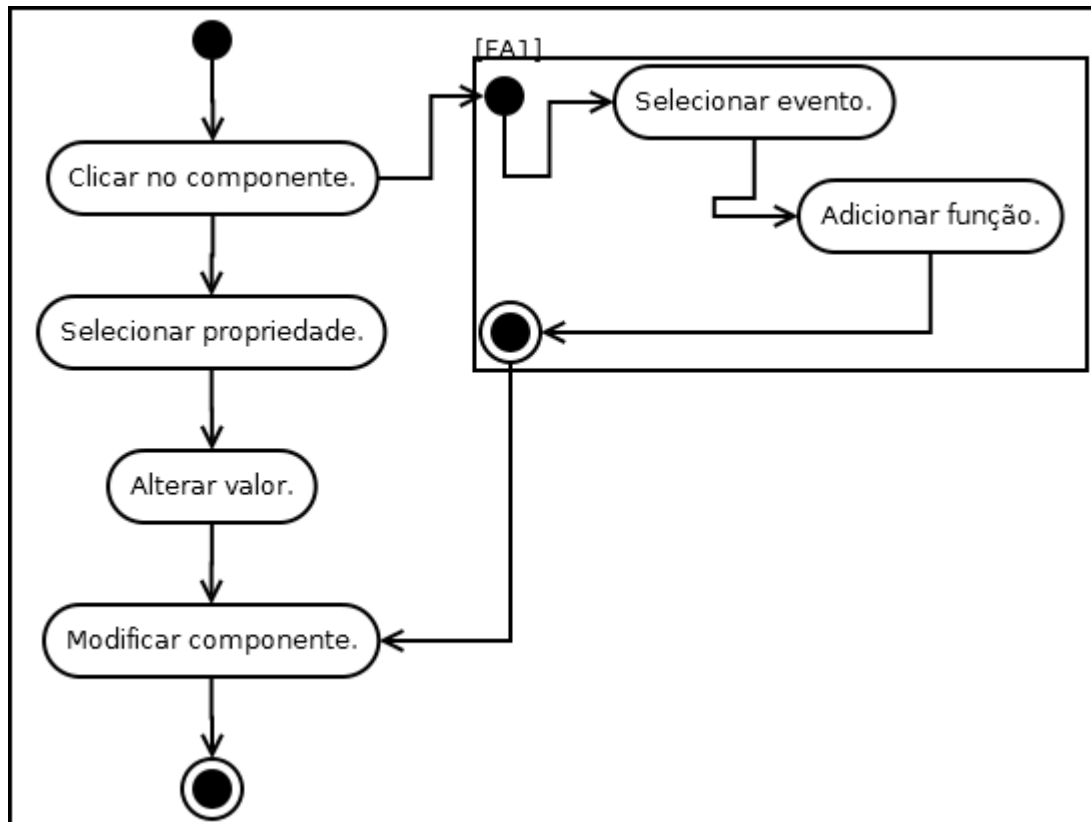 [FA1]
Selecionar evento.
Clicar no componente.
Adicionar função.
Selecionar propriedade.
Alterar valor.
Modificar componente.